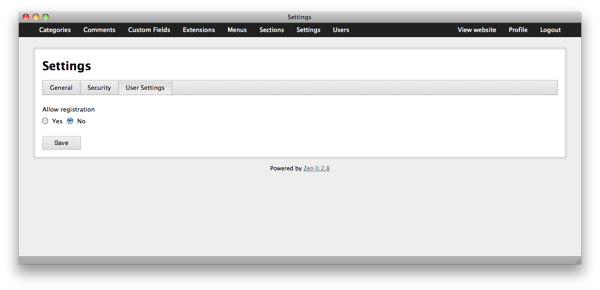 Settings
Categories Comments Custom Fields Extensions Menus Sections Settings Users View website Profile Logout
Settings
General Security User Settings
Allow registration
Yes No
Save
Powered by Zen 0.2.8